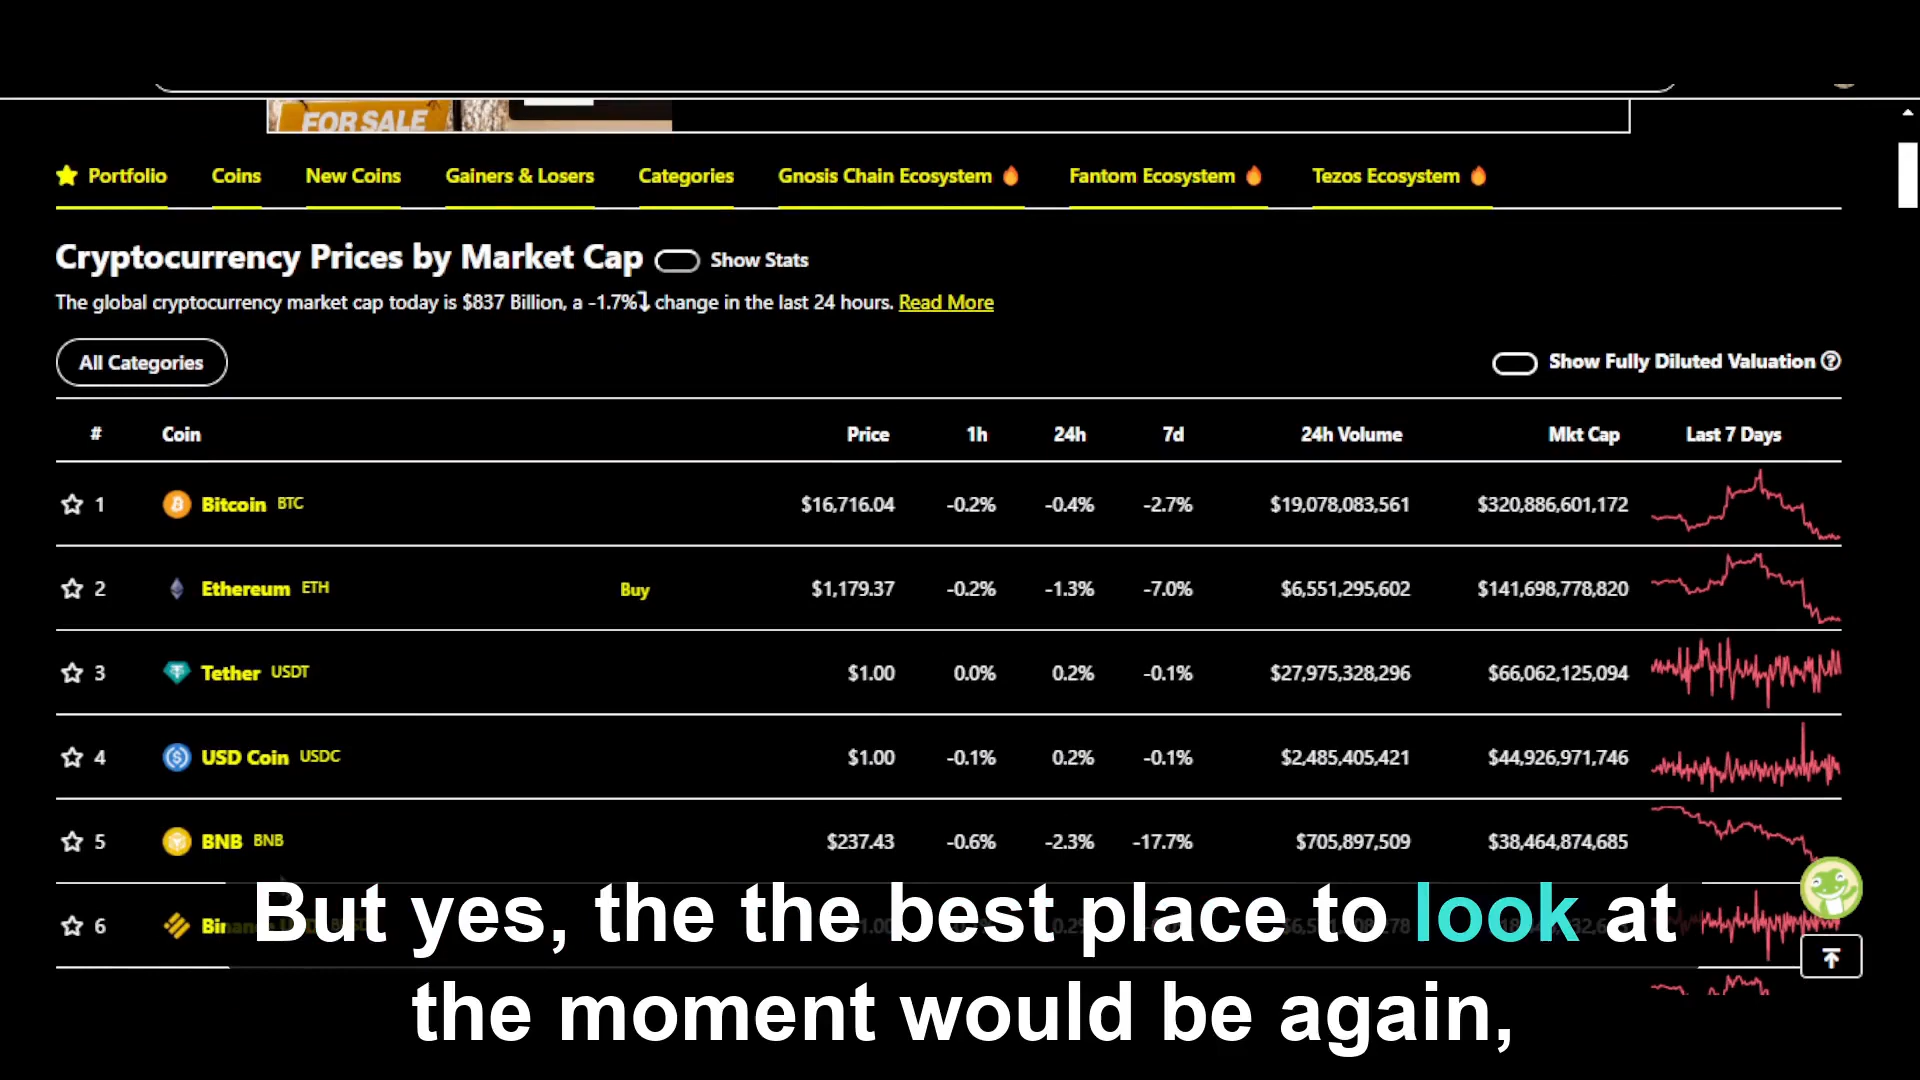 FOR SALE
Portfolio Coins New Coins Gainers & Losers Categories Gnosis Chain Ecosystem Fantom Ecosystem Tezos Ecosystem
Cryptocurrency Prices by Market Cap Show Stats
The global cryptocurrency market cap today is $837 Billion, a -1.7% change in the last 24 hours. Read More
All Categories Show Fully Diluted Valuation ?
# Coin Price 1h 24h 7d 24h Volume Mkt Cap Last 7 Days
1 Bitcoin BTC $16,716.04 -0.2% -0.4% -2.7% $19,078,083,561 $320,886,601,172
2 Ethereum ETH Buy $1,179.37 -0.2% -1.3% -7.0% $6,551,295,602 $141,698,778,820
3 Tether USDT $1.00 0.0% 0.2% -0.1% $27,975,328,296 $66,062,125,094
4 USD Coin USDC $1.00 -0.1% 0.2% -0.1% $2,485,405,421 $44,926,971,746
5 BNB BNB $237.43 -0.6% -2.3% -17.7% $705,897,509 $38,464,874,685
6
But yes, the the best place to look at
the moment would be again,